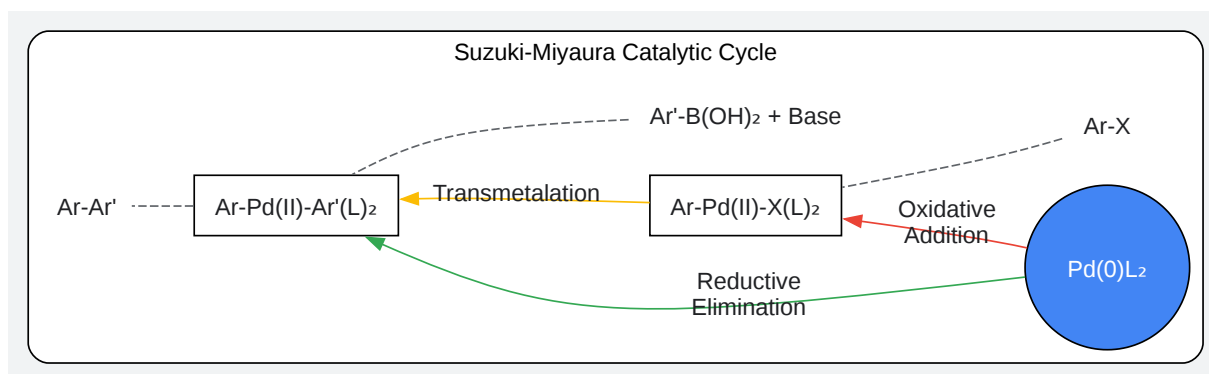 Suzuki-Miyaura Catalytic Cycle
Ar'-B(OH)₂ + Base
Ar-X
Ar-Ar'
Ar-Pd(II)-Ar'(L)₂
Transmetalation
Ar-Pd(II)-X(L)₂
Oxidative
Addition
Pd(0)L₂
Reductive
Elimination